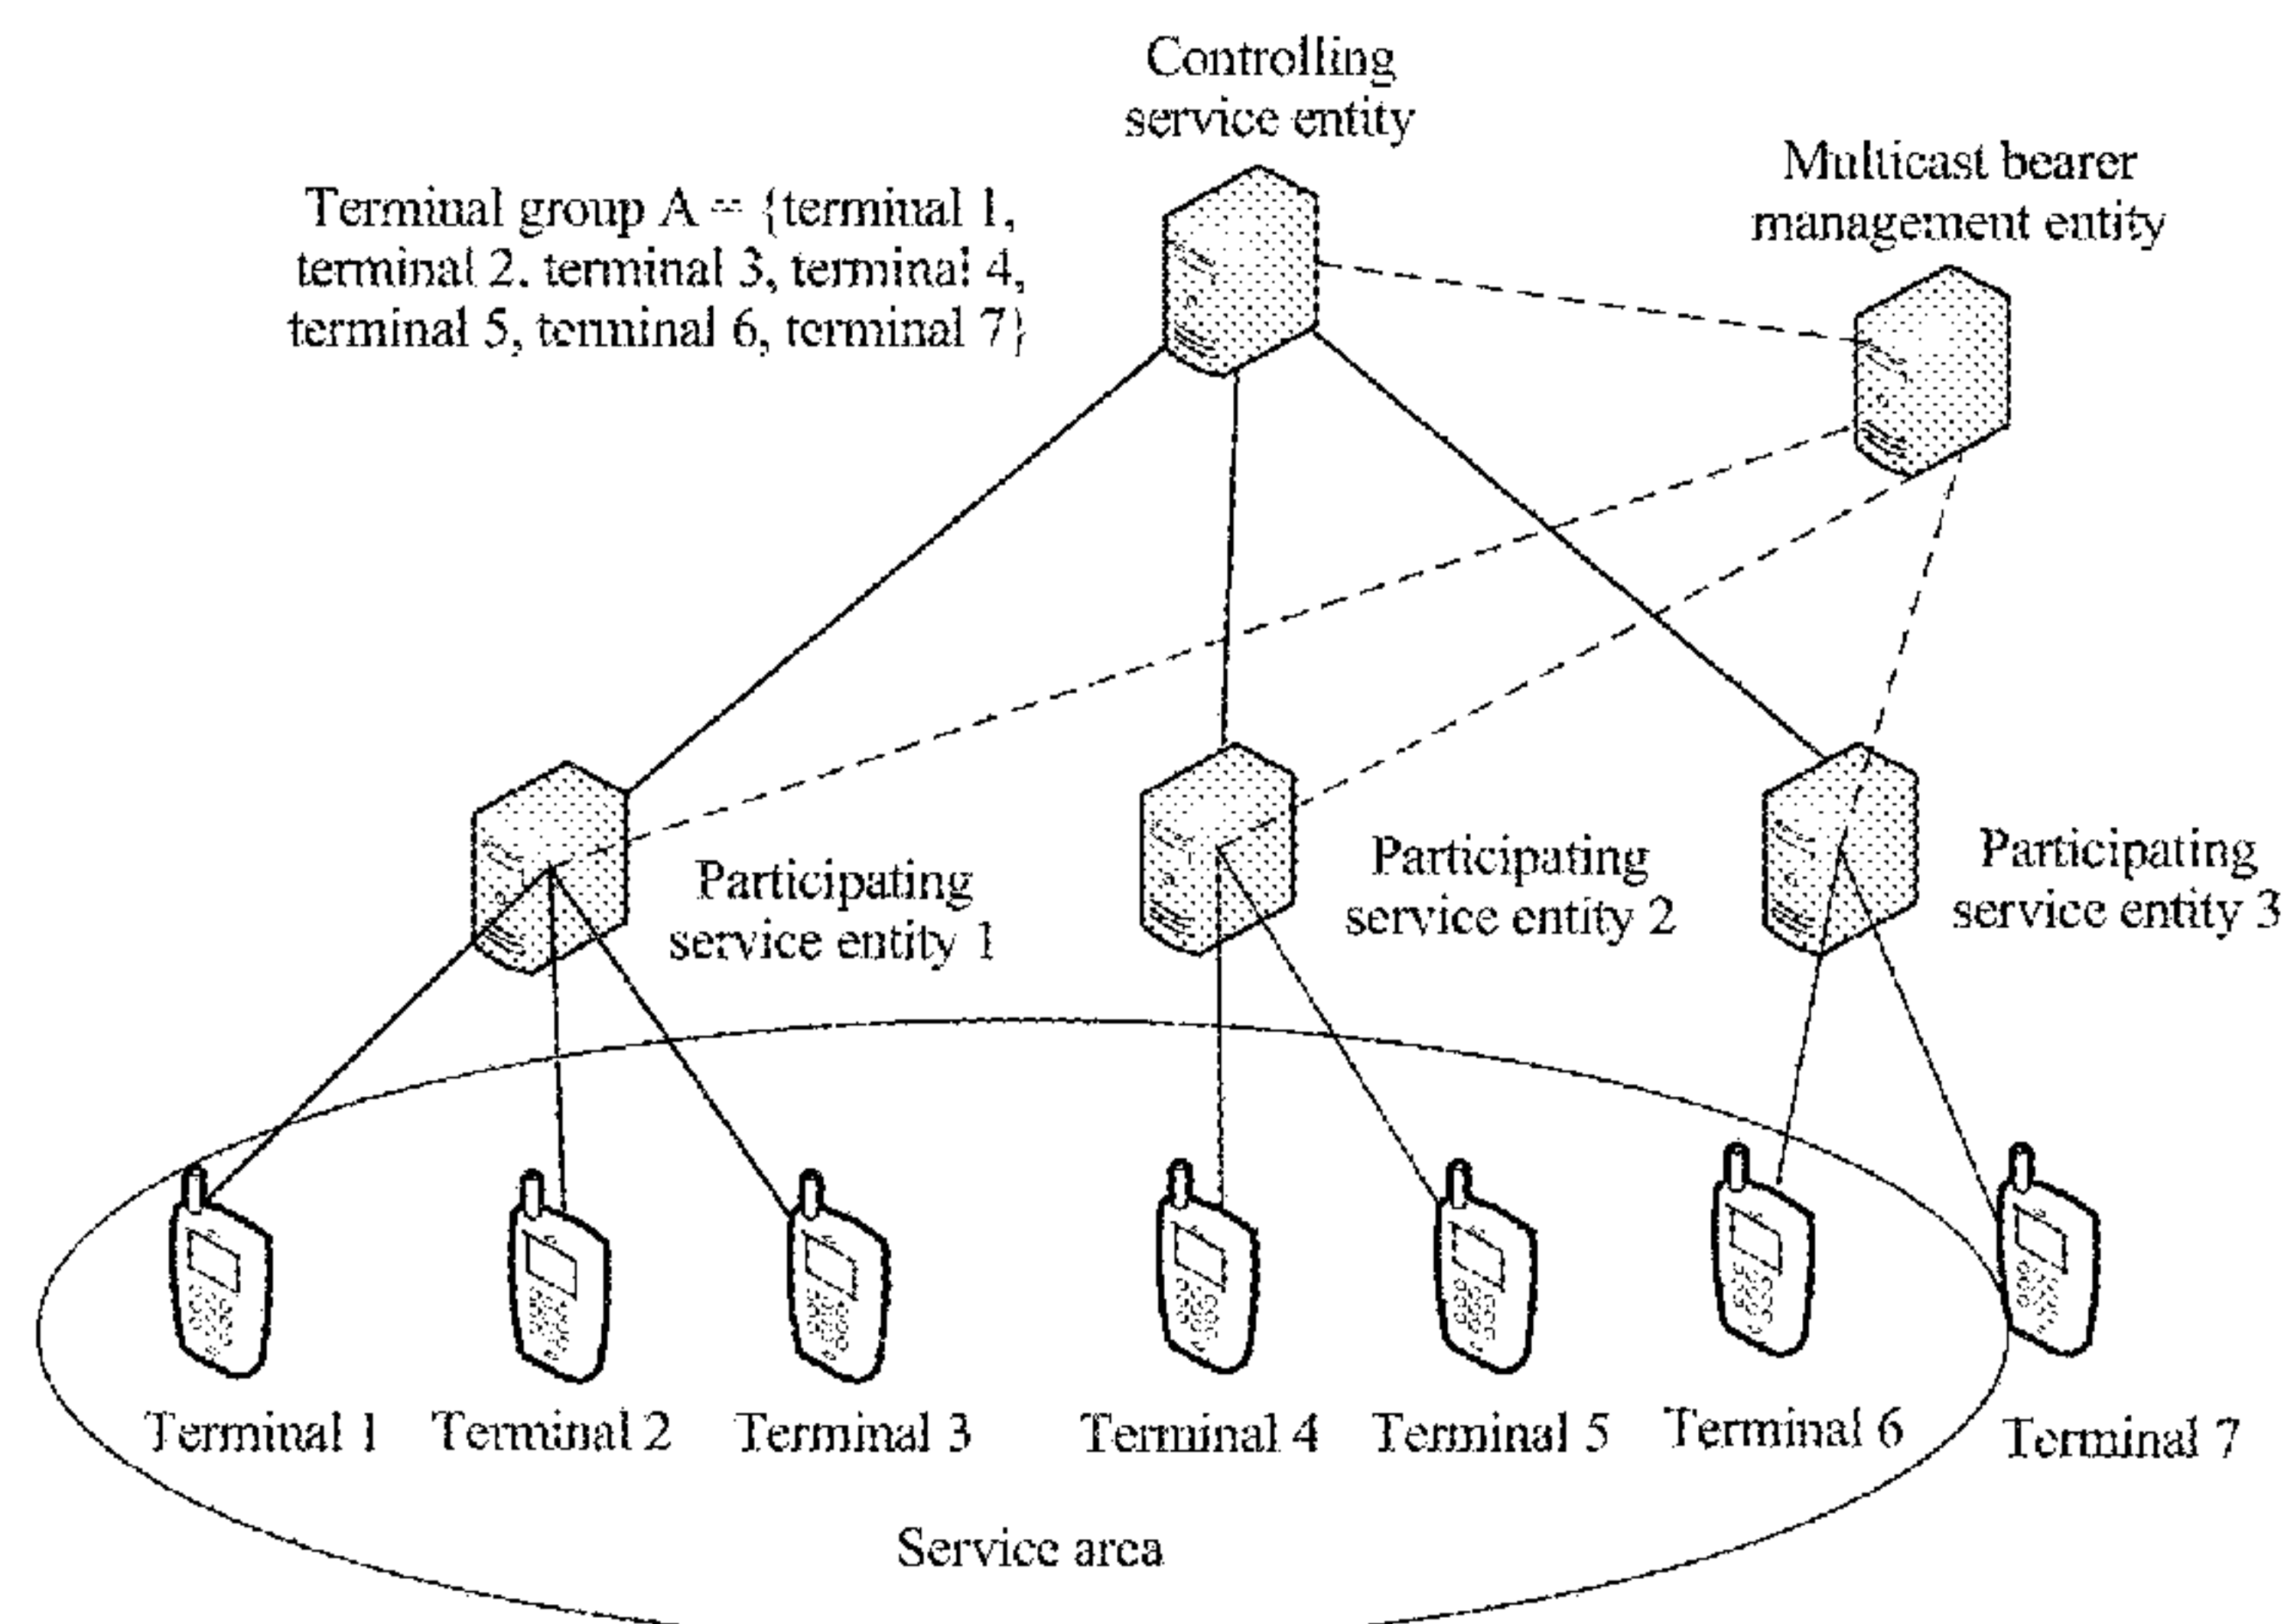 Controlling
service entity
Multicast bearer
management entity
Terminal group A = {terminal 1,
terminal 2, terminal 3, terminal 4,
terminal 5, terminal 6, terminal 7}
Participating
service entity 1
Participating
service entity 2
Participating
service entity 3
Terminal 1
Terminal 2
Terminal 3
Terminal 4
Terminal 5
Terminal 6
Terminal 7
Service area